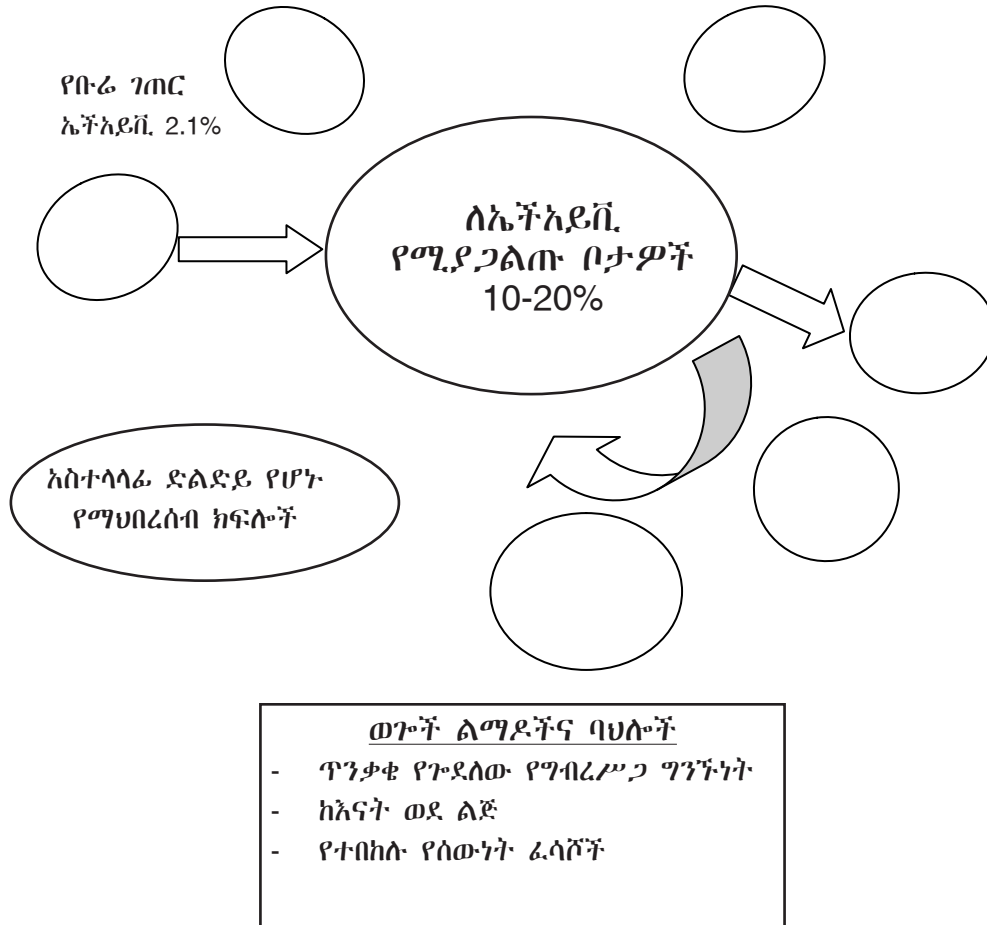 የቡሬ ገጠር
ኤችአይቪ 2.1%
ለኤችአይቪ
የሚያጋልጡ ቦታዎች
10-20%
አስተላላፊ ድልድይ የሆኑ
የማህበረሰብ ክፍሎች
ወጐች ልማዶችና ባህሎች
- ጥንቃቄ የጐደለው የግብረሥጋ ግንኙነት
- ከእናት ወደ ልጅ
- የተበከሉ የሰውነት ፈሳሾች